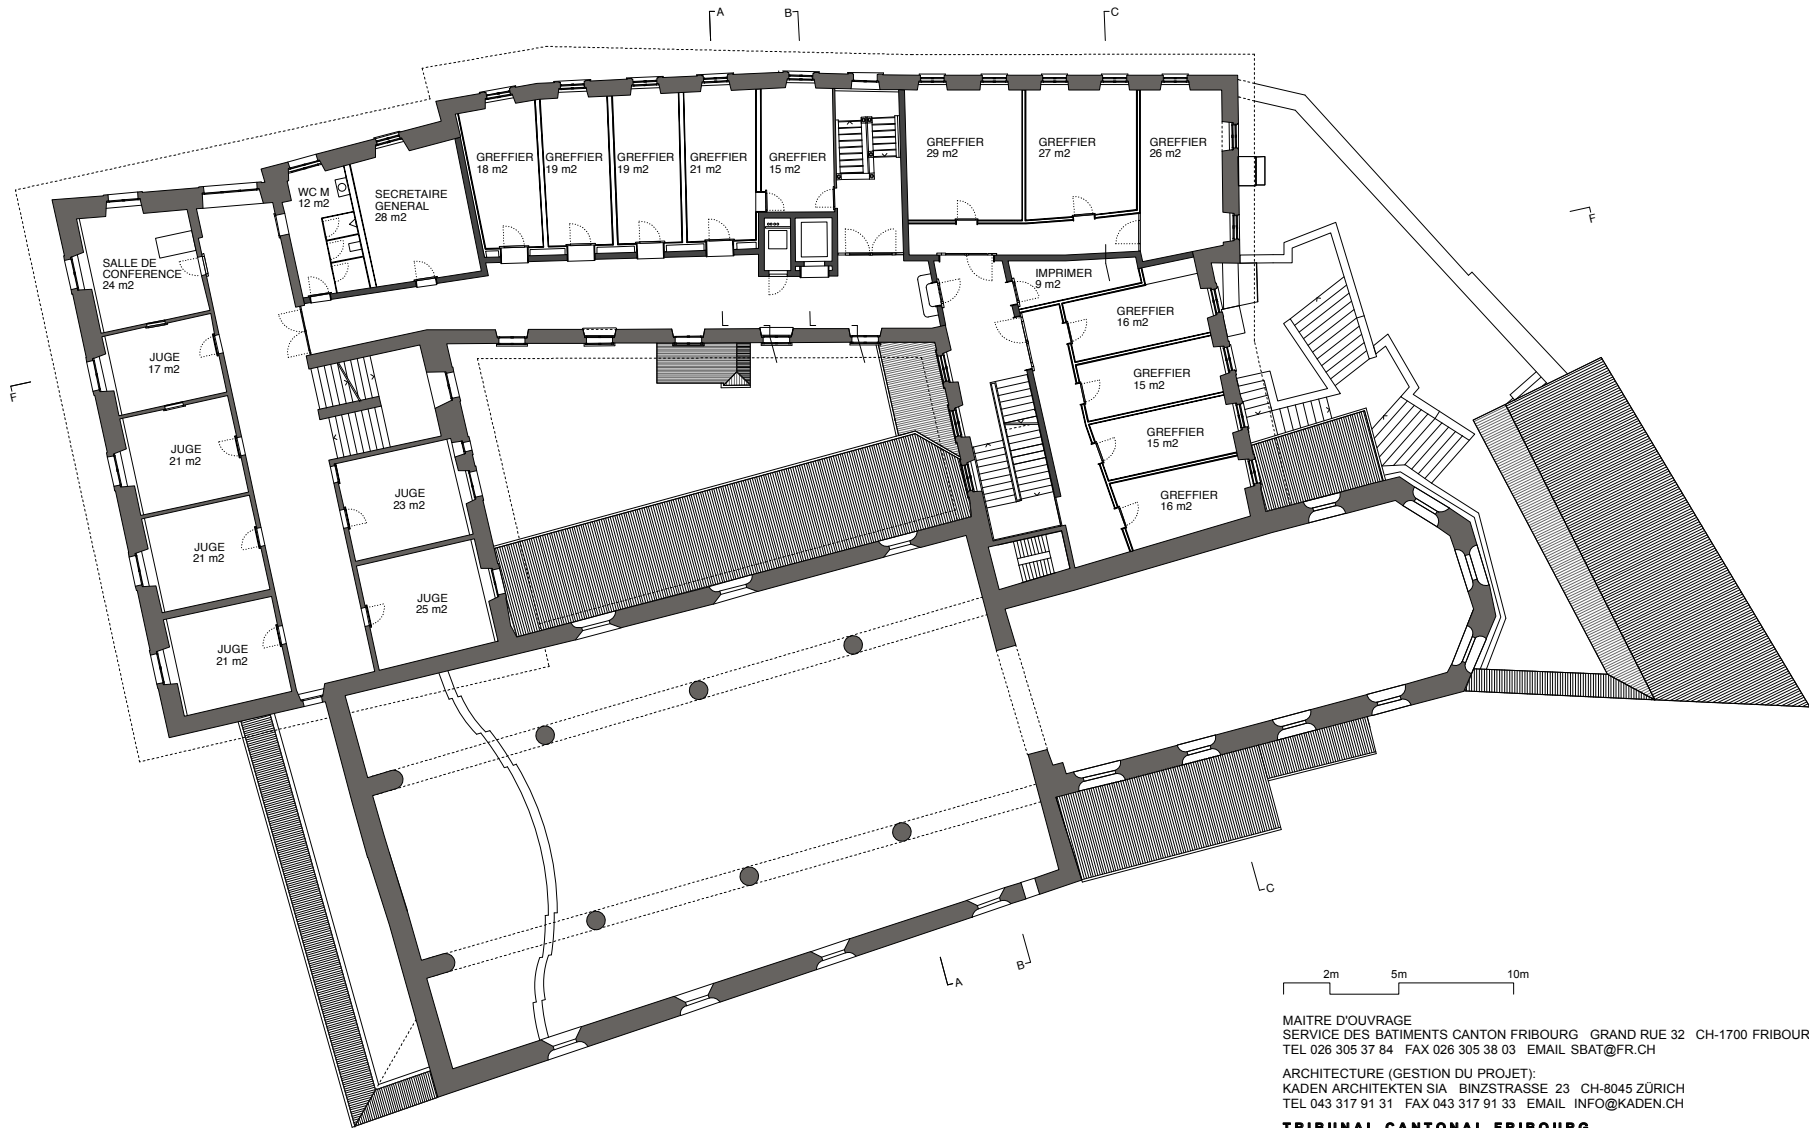 A
B
C
GREFFIER
29 m2
GREFFIER
27 m2
GREFFIER
26 m2
GREFFIER
18 m2
GREFFIER
19 m2
GREFFIER
19 m2
GREFFIER
21 m2
GREFFIER
15 m2
WC M
12 m2
SECRETAIRE
GENERAL
28 m2
F
SALLE DE
CONFERENCE
24 m2
IMPRIMER
9 m2
GREFFIER
16 m2
JUGE
17 m2
GREFFIER
15 m2
F
JUGE
21 m2
GREFFIER
15 m2
JUGE
23 m2
GREFFIER
16 m2
JUGE
21 m2
JUGE
25 m2
JUGE
21 m2
C
B
A
2m
5m
10m
MAITRE D'OUVRAGE
SERVICE DES BATIMENTS CANTON FRIBOURG GRAND RUE 32 CH-1700 FRIBOUR
TEL 026 305 37 84 FAX 026 305 38 03 EMAIL SBAT@FR.CH
ARCHITECTURE (GESTION DU PROJET):
KADEN ARCHITEKTEN SIA BINZSTRASSE 23 CH-8045 ZÜRICH
TEL 043 317 91 31 FAX 043 317 91 33 EMAIL INFO@KADEN.CH
TRIBUNAL CANTONAL FRIBOURG